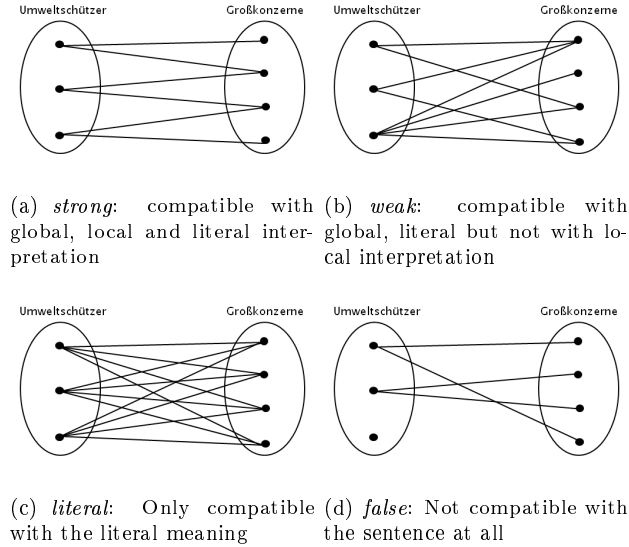 Umweltschützer Großkonzerne
Umweltschützer Großkonzerne
(a) strong: compatible with
global, local and literal inter-
pretation
(b) weak: compatible with
global, literal but not with lo-
cal interpretation
Umweltschützer Großkonzerne
Umweltschützer Großkonzerne
(c) literal: Only compatible
with the literal meaning
(d) false: Not compatible with
the sentence at all